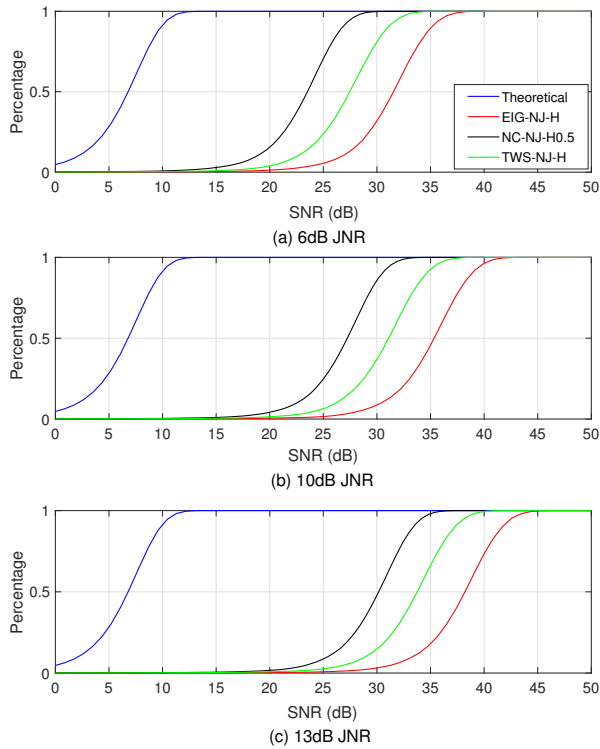 Percentage
1
0.5
0
0 5 10 15 20 25 30 35 40 45 50
SNR (dB)
(a) 6dB JNR
Theoretical
EIG-NJ-H
NC-NJ-H0.5
TWS-NJ-H
Percentage
1
0.5
0
0 5 10 15 20 25 30 35 40 45 50
SNR (dB)
(b) 10dB JNR
Percentage
1
0.5
0
0 5 10 15 20 25 30 35 40 45 50
SNR (dB)
(c) 13dB JNR